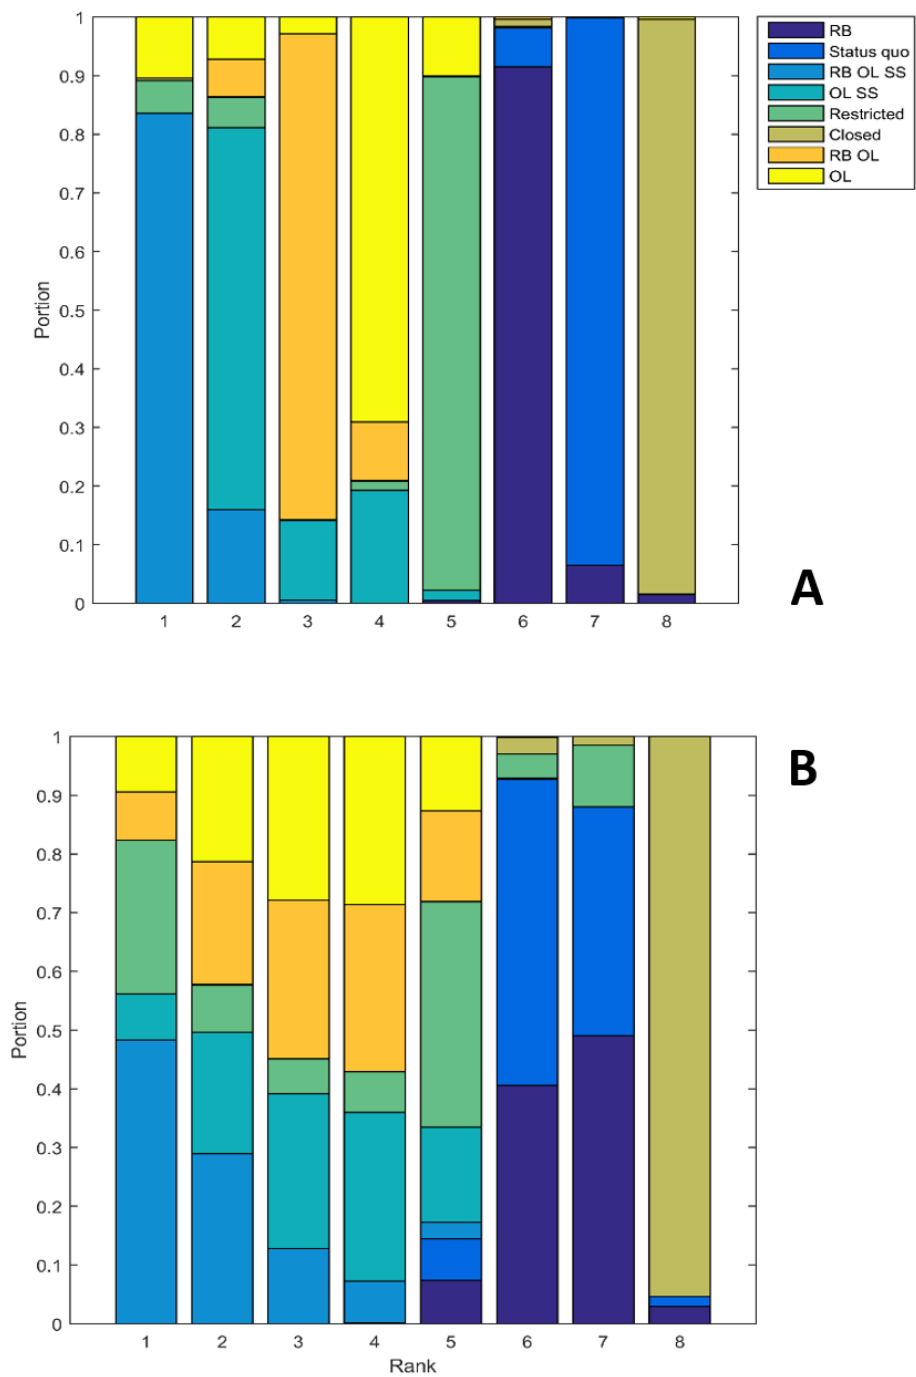 1
0.9
0.8
0.7
0.6
0.5
0.4
0.3
0.2
0.1
0
Portion
1 2 3 4 5 6 7 8
RB
Status quo
RB OL SS
OL SS
Restricted
Closed
RB OL
OL
A
1
0.9
0.8
0.7
0.6
0.5
0.4
0.3
0.2
0.1
0
Portion
1 2 3 4 5 6 7 8
Rank
B